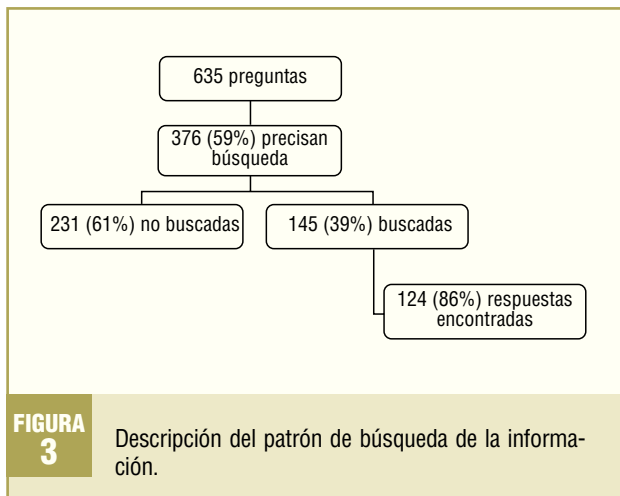 635 preguntas
376 (59%) precisan
búsqueda
231 (61%) no buscadas
145 (39%) buscadas
124 (86%) respuestas
encontradas
FIGURA
3
Descripción del patrón de búsqueda de la informa-
ción.